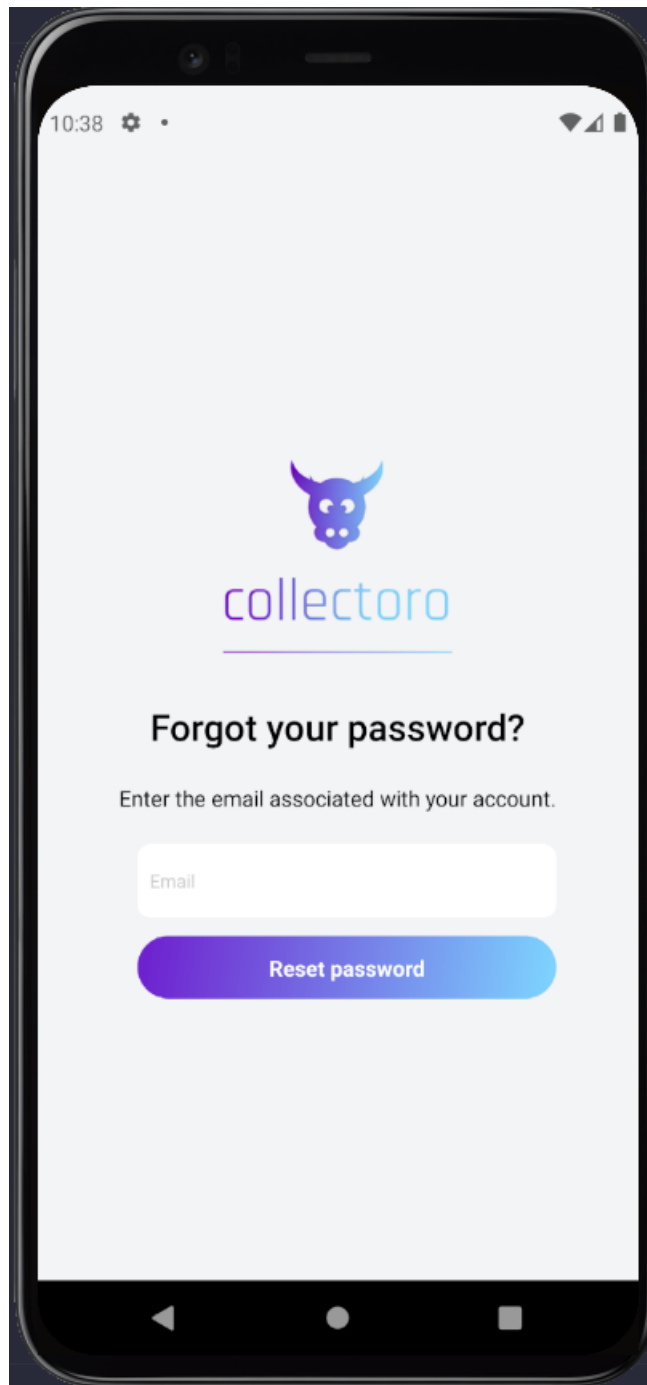 10:38
collectoro
Forgot your password?
Enter the email associated with your account.
Email
Reset password